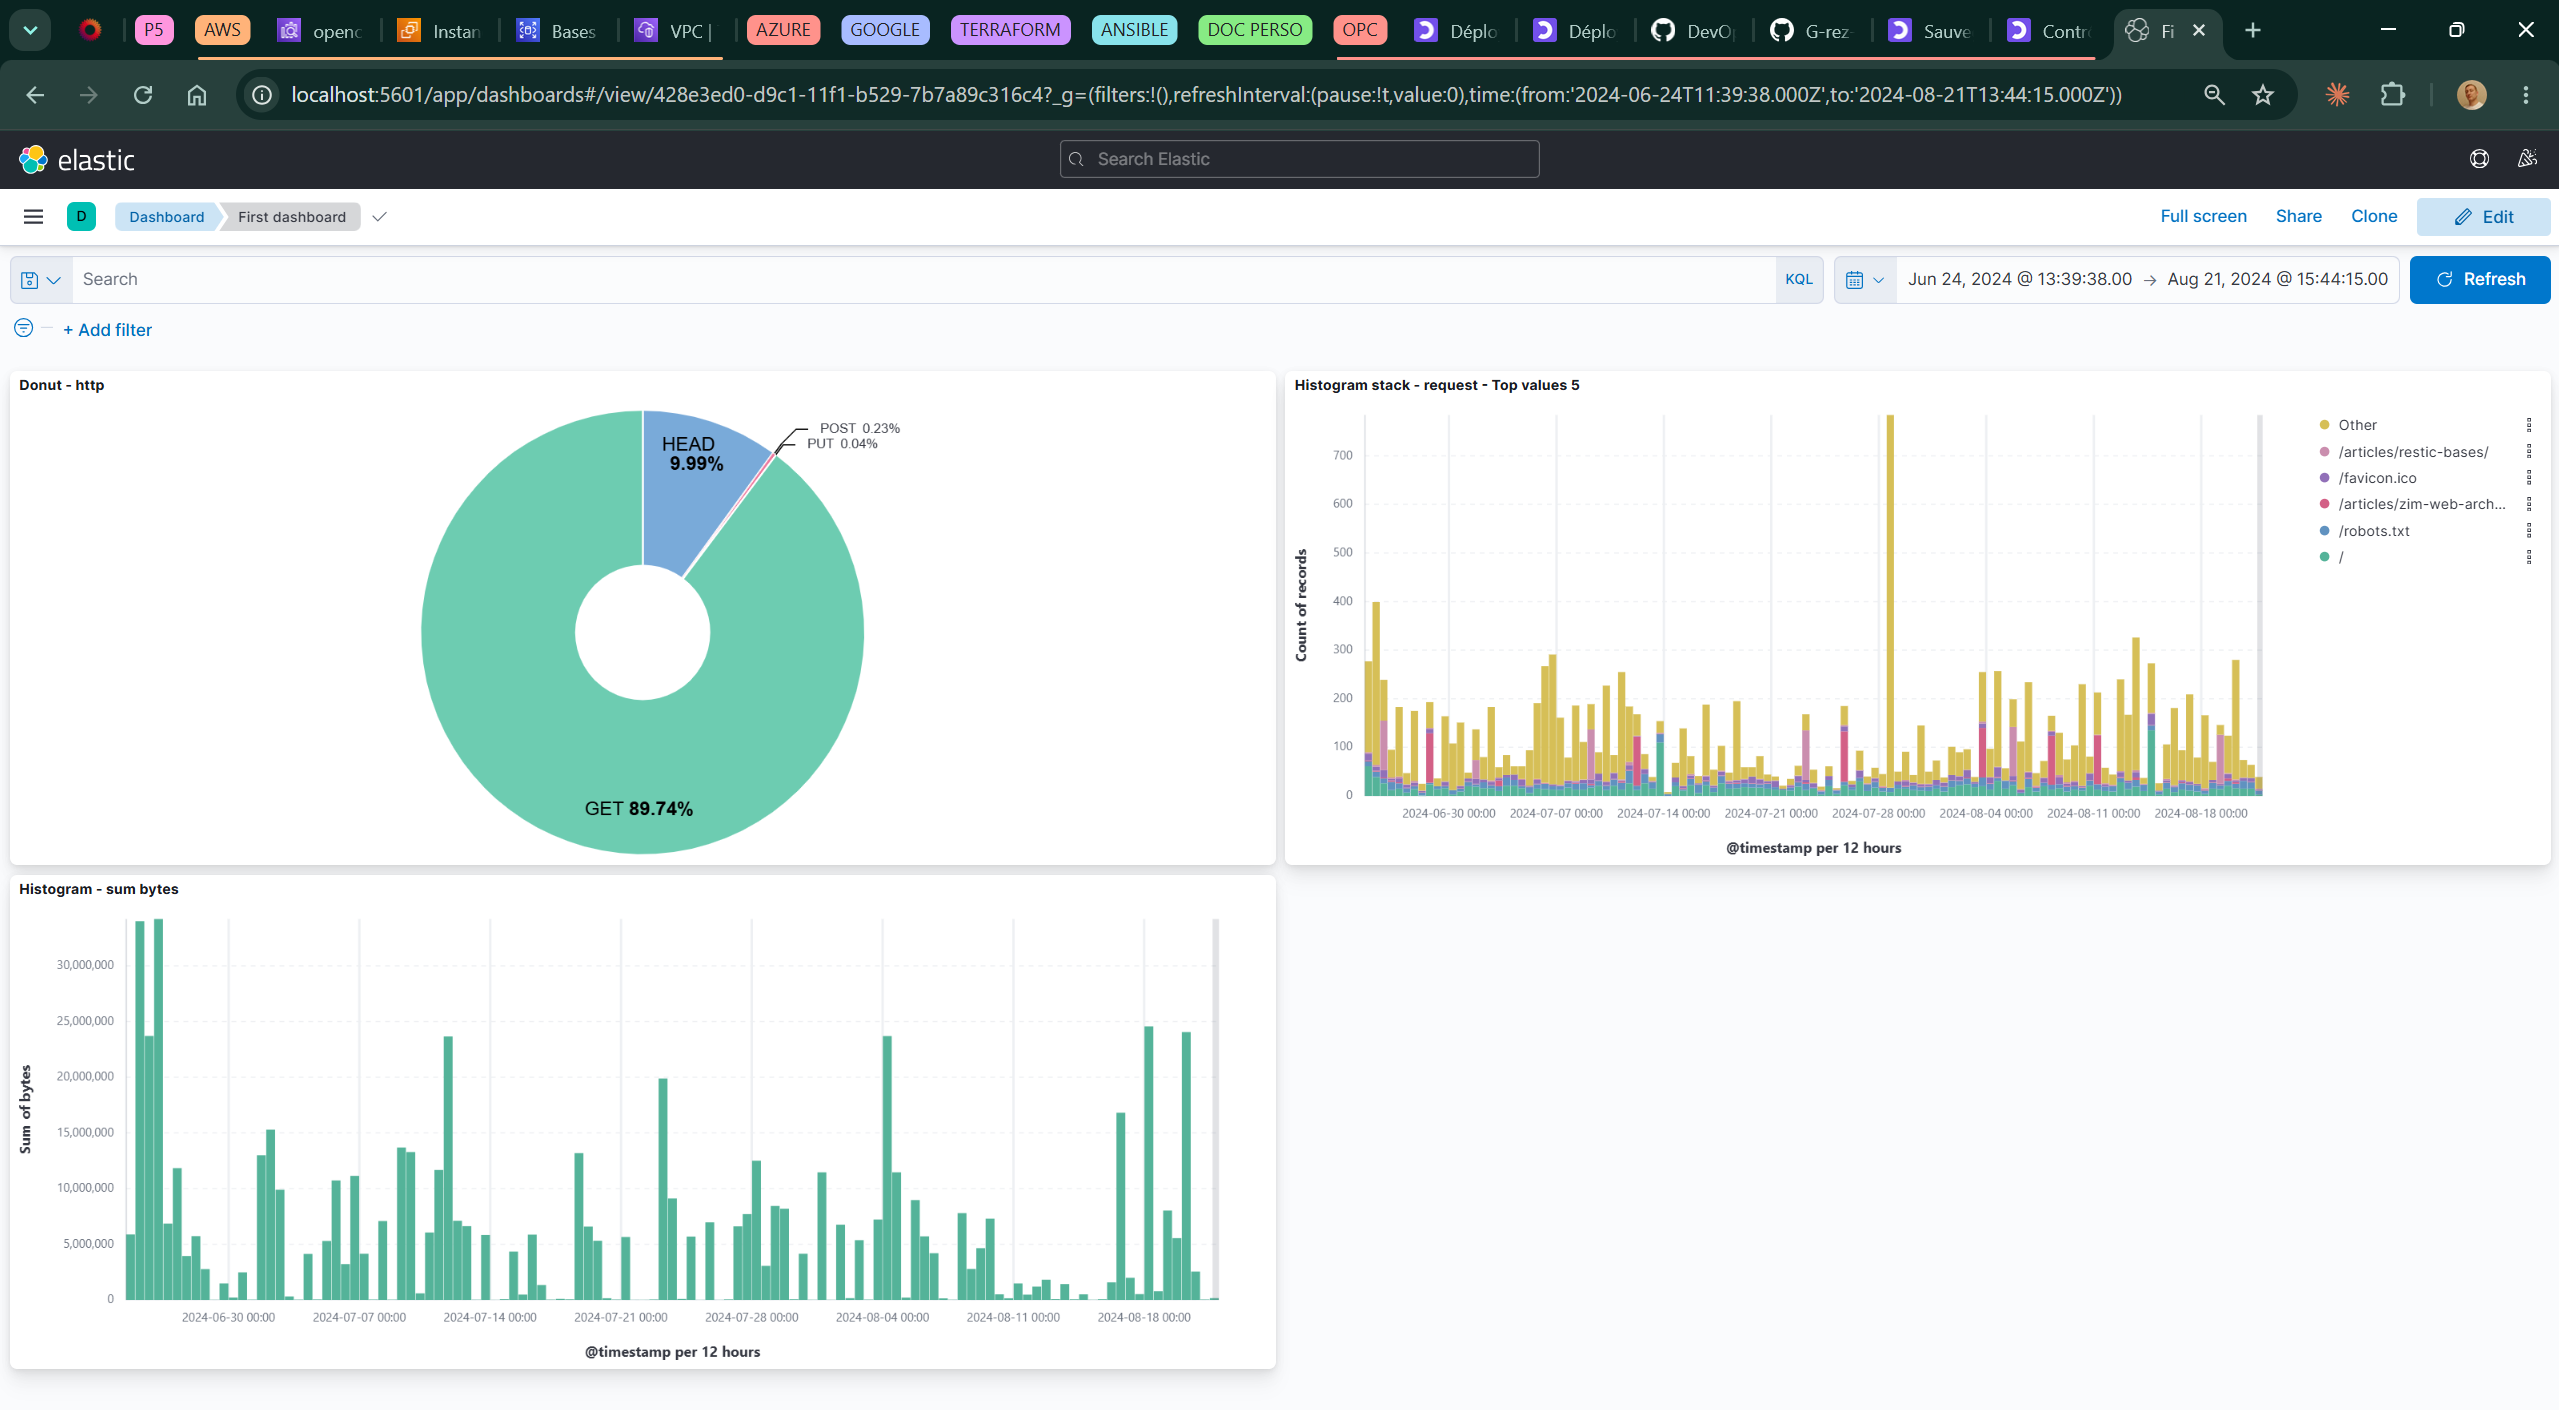 P5
AWS
openc
Instan
Bases
VPC |
AZURE
GOOGLE
TERRAFORM
ANSIBLE
DOC PERSO
OPC
Déplo
Déplo
DevO
G-rez-
Sauve
Contr
Fi
localhost:5601/app/dashboards#/view/428e3ed0-d9c1-11f1-b529-7b7a89c316c4?_g=(filters:!(),refreshInterval:(pause:!t,value:0),time:(from:'2024-06-24T11:39:38.000Z',to:'2024-08-21T13:44:15.000Z'))
elastic
Search Elastic
D
Dashboard
First dashboard
Full screen
Share
Clone
Edit
Search
KQL
Jun 24, 2024 @ 13:39:38.00 → Aug 21, 2024 @ 15:44:15.00
Refresh
+ Add filter
Donut - http
HEAD
9.99%
POST 0.23%
PUT 0.04%
GET 89.74%
Histogram stack - request - Top values 5
Count of records
700
600
500
400
300
200
100
0
2024-06-30 00:00
2024-07-07 00:00
2024-07-14 00:00
2024-07-21 00:00
2024-07-28 00:00
2024-08-04 00:00
2024-08-11 00:00
2024-08-18 00:00
@timestamp per 12 hours
Other
/articles/restic-bases/
/favicon.ico
/articles/zim-web-arch...
/robots.txt
/
Histogram - sum bytes
Sum of bytes
30,000,000
25,000,000
20,000,000
15,000,000
10,000,000
5,000,000
0
2024-06-30 00:00
2024-07-07 00:00
2024-07-14 00:00
2024-07-21 00:00
2024-07-28 00:00
2024-08-04 00:00
2024-08-11 00:00
2024-08-18 00:00
@timestamp per 12 hours